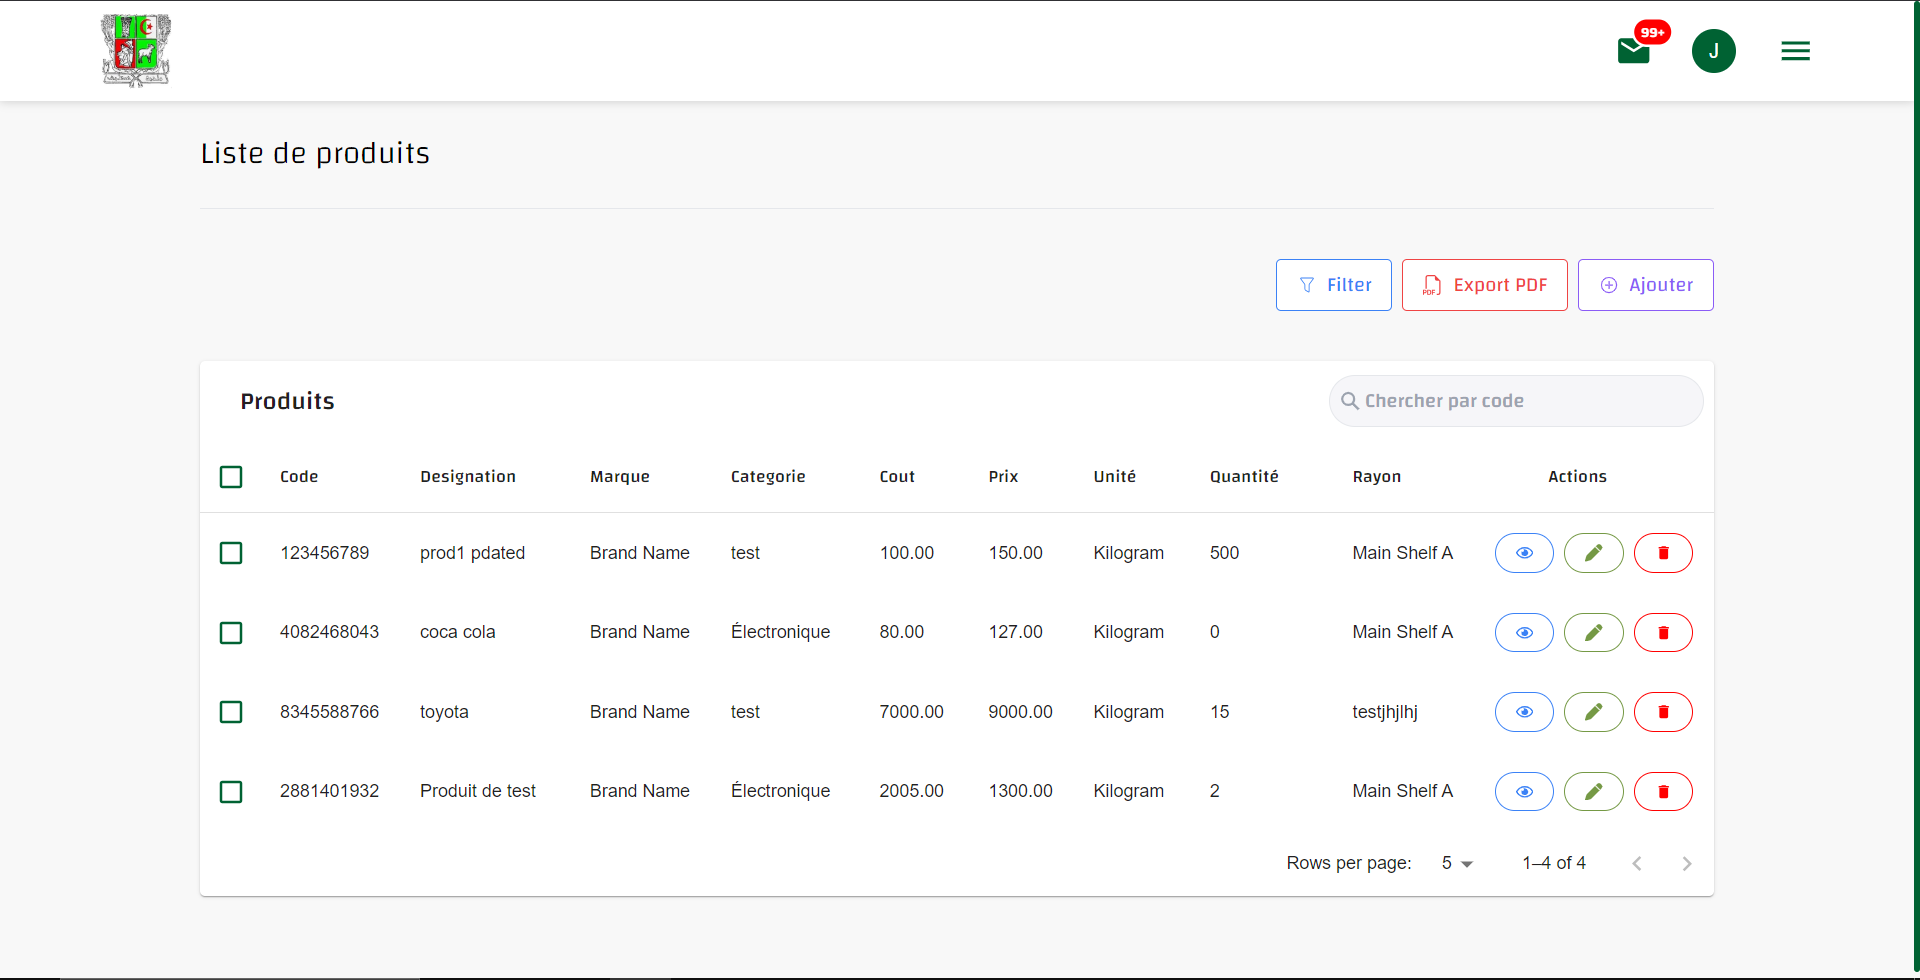 99+
J
Liste de produits
Filter
PDF
Export PDF
Ajouter
Produits
Chercher par code
Code Designation Marque Categorie Cout Prix Unité Quantité Rayon Actions
123456789 prod1 pdated Brand Name test 100.00 150.00 Kilogram 500 Main Shelf A
4082468043 coca cola Brand Name Électronique 80.00 127.00 Kilogram 0 Main Shelf A
8345588766 toyota Brand Name test 7000.00 9000.00 Kilogram 15 testjhjlhj
2881401932 Produit de test Brand Name Électronique 2005.00 1300.00 Kilogram 2 Main Shelf A
Rows per page: 5 1–4 of 4